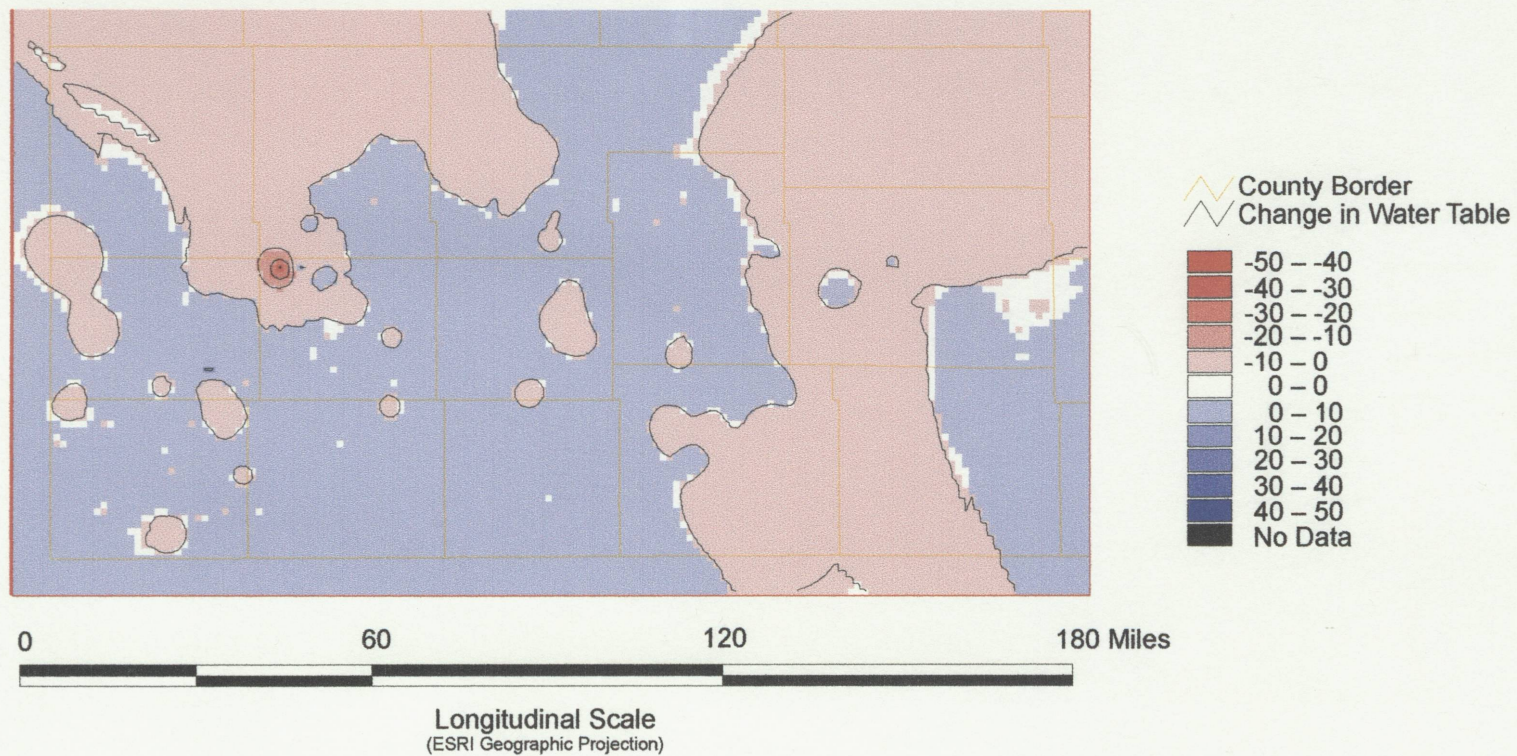 County Border
Change in Water Table
-50 – -40
-40 – -30
-30 – -20
-20 – -10
-10 – 0
0 – 0
0 – 10
10 – 20
20 – 30
30 – 40
40 – 50
No Data
0 60 120 180 Miles
Longitudinal Scale
(ESRI Geographic Projection)